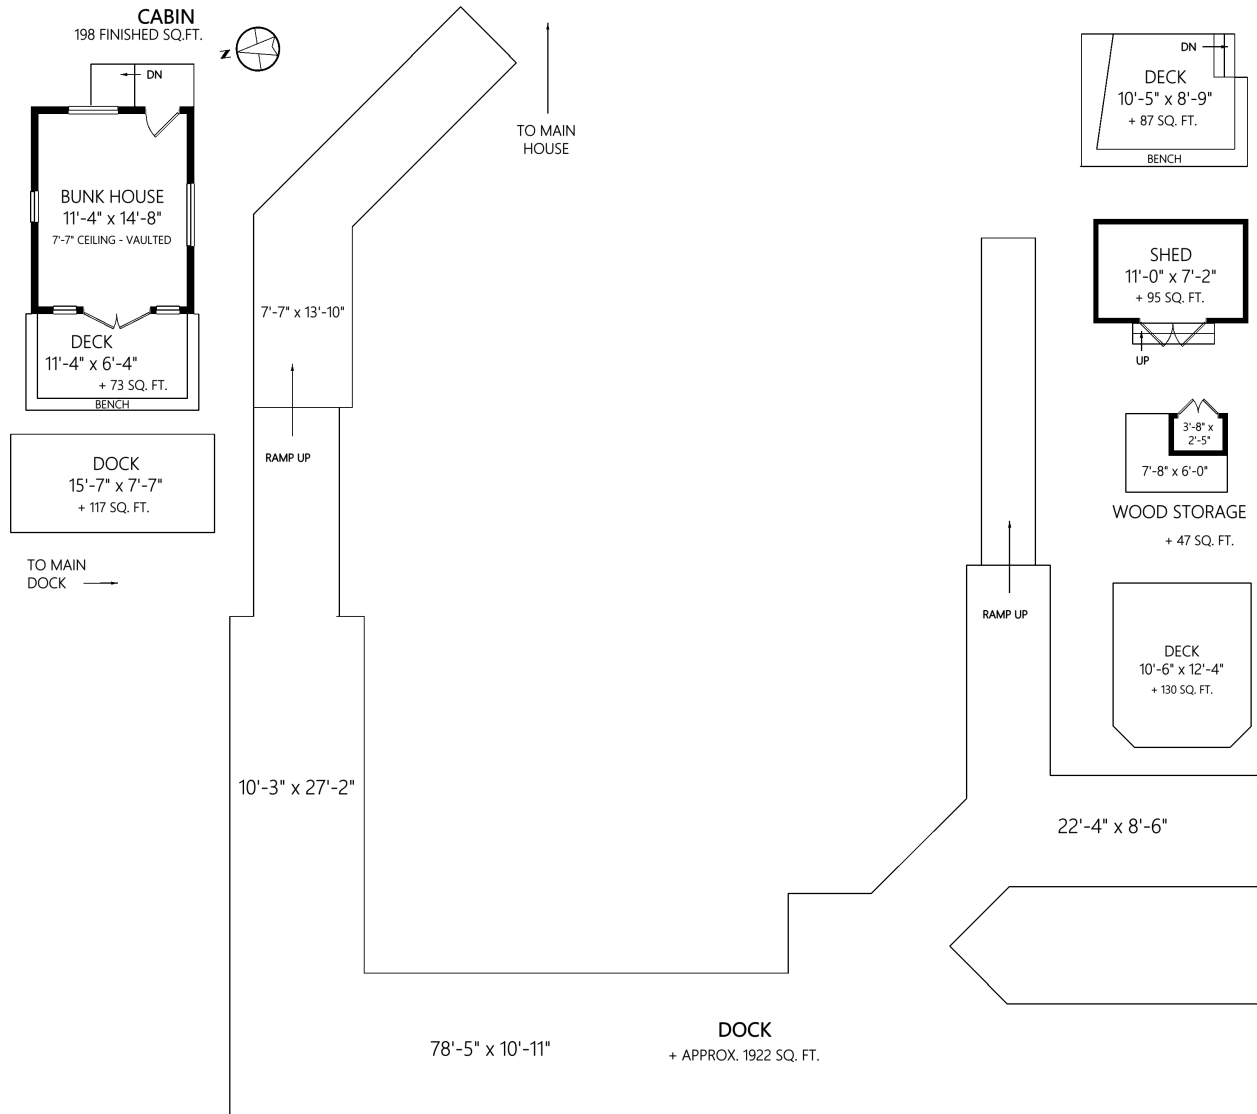 CABIN
198 FINISHED SQ.FT.
N
DN
BUNK HOUSE
11'-4" x 14'-8"
7'-7" CEILING - VAULTED
DECK
11'-4" x 6'-4"
+ 73 SQ. FT.
BENCH
DOCK
15'-7" x 7'-7"
+ 117 SQ. FT.
TO MAIN
DOCK
TO MAIN
HOUSE
7'-7" x 13'-10"
RAMP UP
10'-3" x 27'-2"
78'-5" x 10'-11"
DOCK
+ APPROX. 1922 SQ. FT.
RAMP UP
22'-4" x 8'-6"
DN
DECK
10'-5" x 8'-9"
+ 87 SQ. FT.
BENCH
SHED
11'-0" x 7'-2"
+ 95 SQ. FT.
UP
3'-8" x
2'-5"
7'-8" x 6'-0"
WOOD STORAGE
+ 47 SQ. FT.
DECK
10'-6" x 12'-4"
+ 130 SQ. FT.